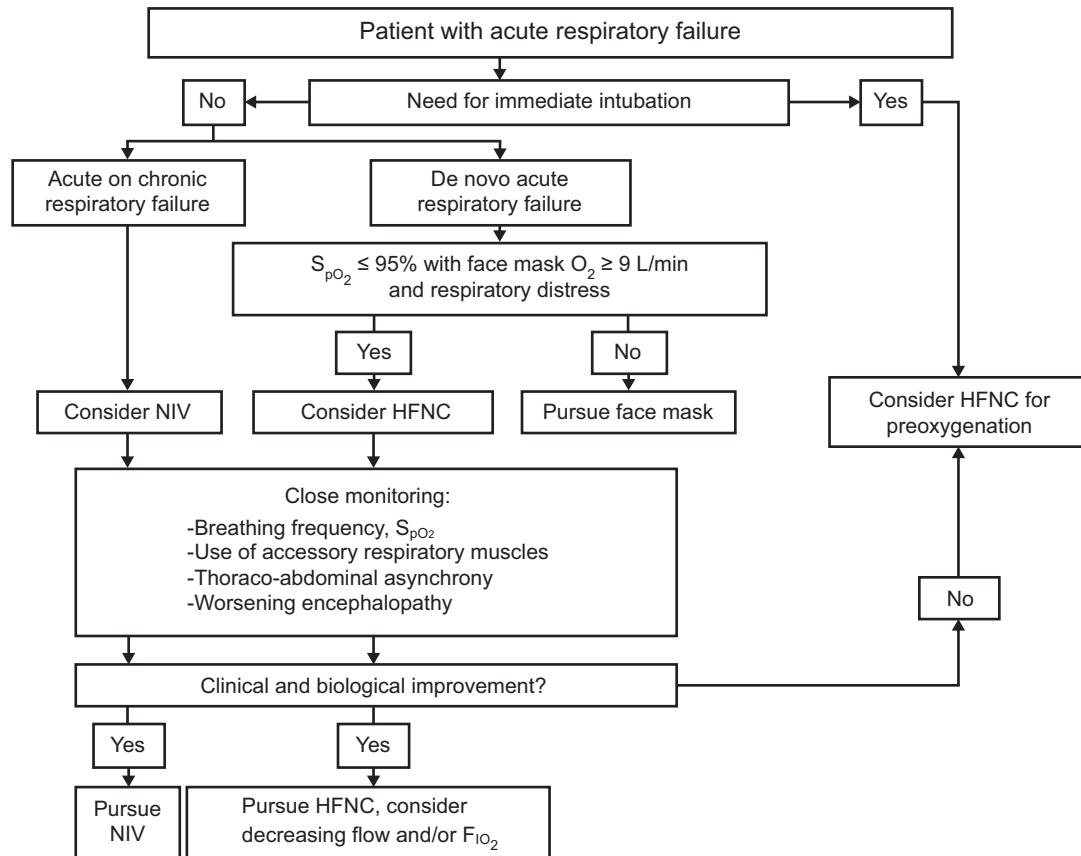 Patient with acute respiratory failure
No
Need for immediate intubation
Yes
Acute on chronic
respiratory failure
De novo acute
respiratory failure
SpO2 ≤ 95% with face mask O2 ≥ 9 L/min
and respiratory distress
Yes
No
Consider NIV
Consider HFNC
Pursue face mask
Consider HFNC for
preoxygenation
Close monitoring:
-Breathing frequency, SpO2
-Use of accessory respiratory muscles
-Thoraco-abdominal asynchrony
-Worsening encephalopathy
No
Clinical and biological improvement?
Yes
Yes
Pursue
NIV
Pursue HFNC, consider
decreasing flow and/or FIO2